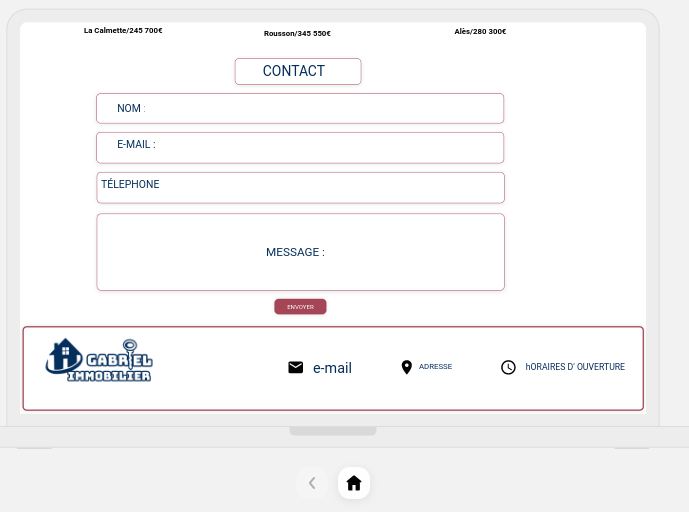 La Calmette/245 700€
Rousson/345 550€
Alès/280 300€
CONTACT
NOM :
E-MAIL :
TÉLEPHONE
MESSAGE :
ENVOYER
GABRIEL
IMMOBILIER
e-mail
ADRESSE
hORAIRES D' OUVERTURE